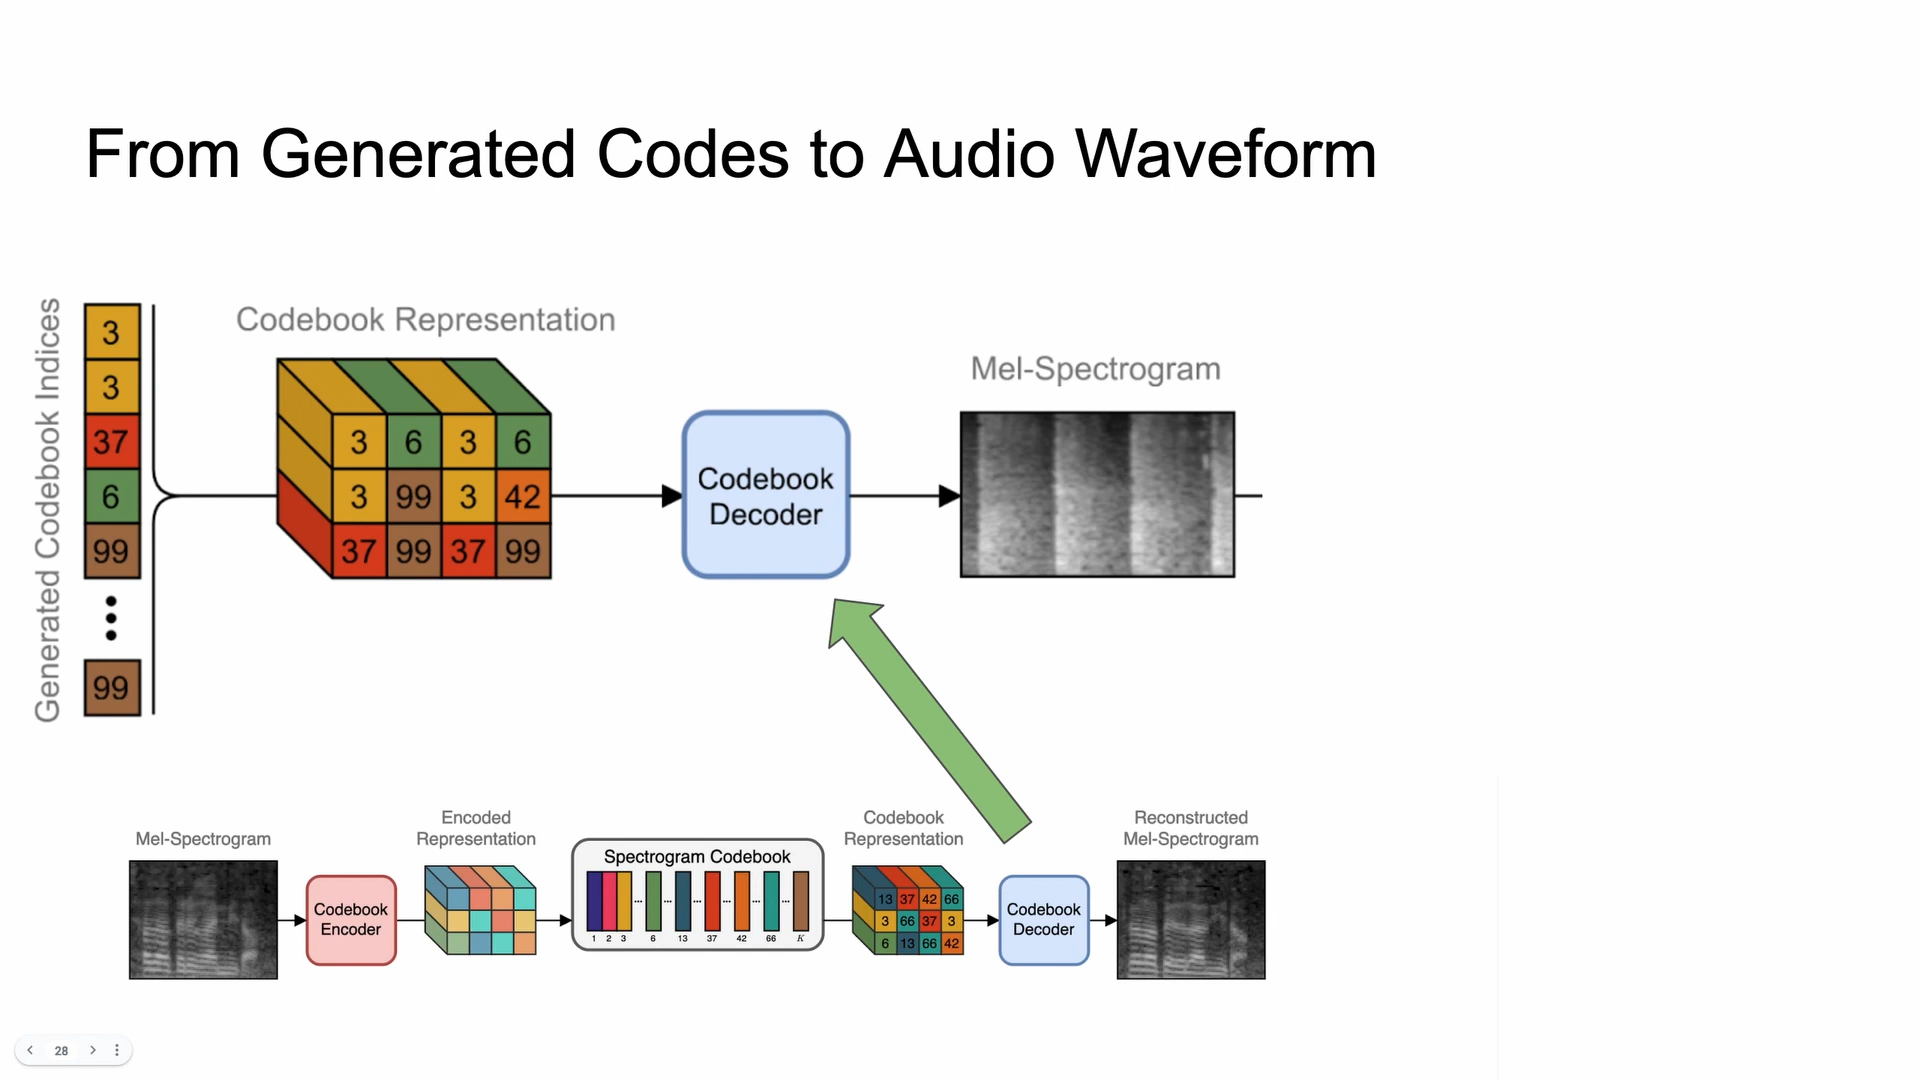 From Generated Codes to Audio Waveform
Generated Codebook Indices
3
3
37
6
99
99
Codebook Representation
3 6 3 6
3 99 3 42
37 99 37 99
Codebook
Decoder
Mel-Spectrogram
Mel-Spectrogram
Codebook
Encoder
Encoded
Representation
Spectrogram Codebook
1 2 3 6 13 37 42 66 K
Codebook
Representation
13 37 42 66
3 66 37 3
6 13 66 42
Codebook
Decoder
Reconstructed
Mel-Spectrogram
28